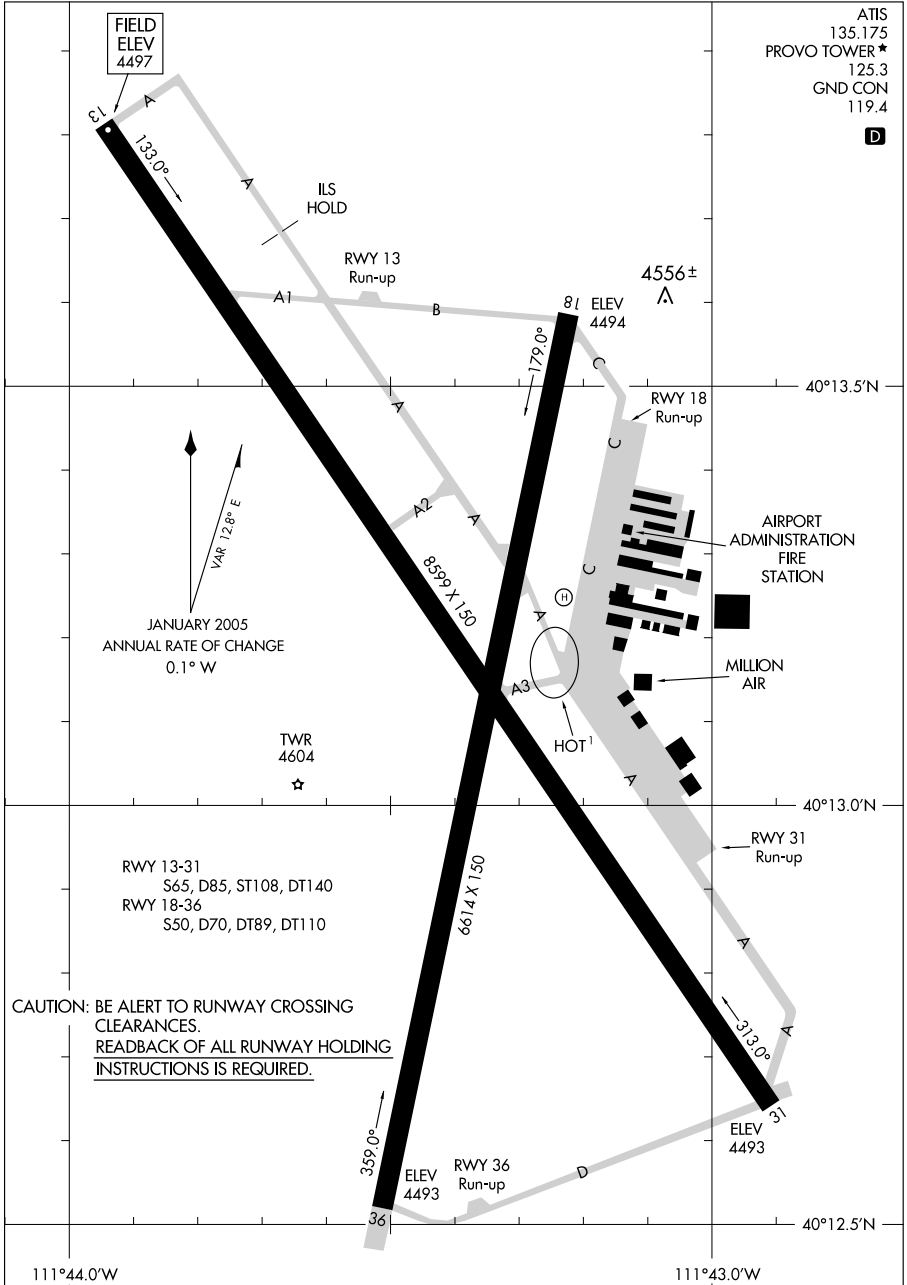 FIELD
ELEV
4497
ATIS
135.175
PROVO TOWER★
125.3
GND CON
119.4
D
13
A
133.0°
A
ILS
HOLD
RWY 13
Run-up
A1
B
4556±
18
ELEV
4494
179.0°
C
40°13.5'N
RWY 18
Run-up
A
C
VAR 12.8° E
A2
A
8599 X 150
AIRPORT
ADMINISTRATION
FIRE
STATION
C
H
A
JANUARY 2005
ANNUAL RATE OF CHANGE
0.1° W
MILLION
AIR
A3
HOT1
TWR
4604
A
40°13.0'N
RWY 31
Run-up
RWY 13-31
S65, D85, ST108, DT140
RWY 18-36
S50, D70, DT89, DT110
6614 X 150
A
CAUTION: BE ALERT TO RUNWAY CROSSING
CLEARANCES.
READBACK OF ALL RUNWAY HOLDING
INSTRUCTIONS IS REQUIRED.
313.0°
A
31
ELEV
4493
359.0°
ELEV
4493
RWY 36
Run-up
D
36
40°12.5'N
111°44.0'W
111°43.0'W